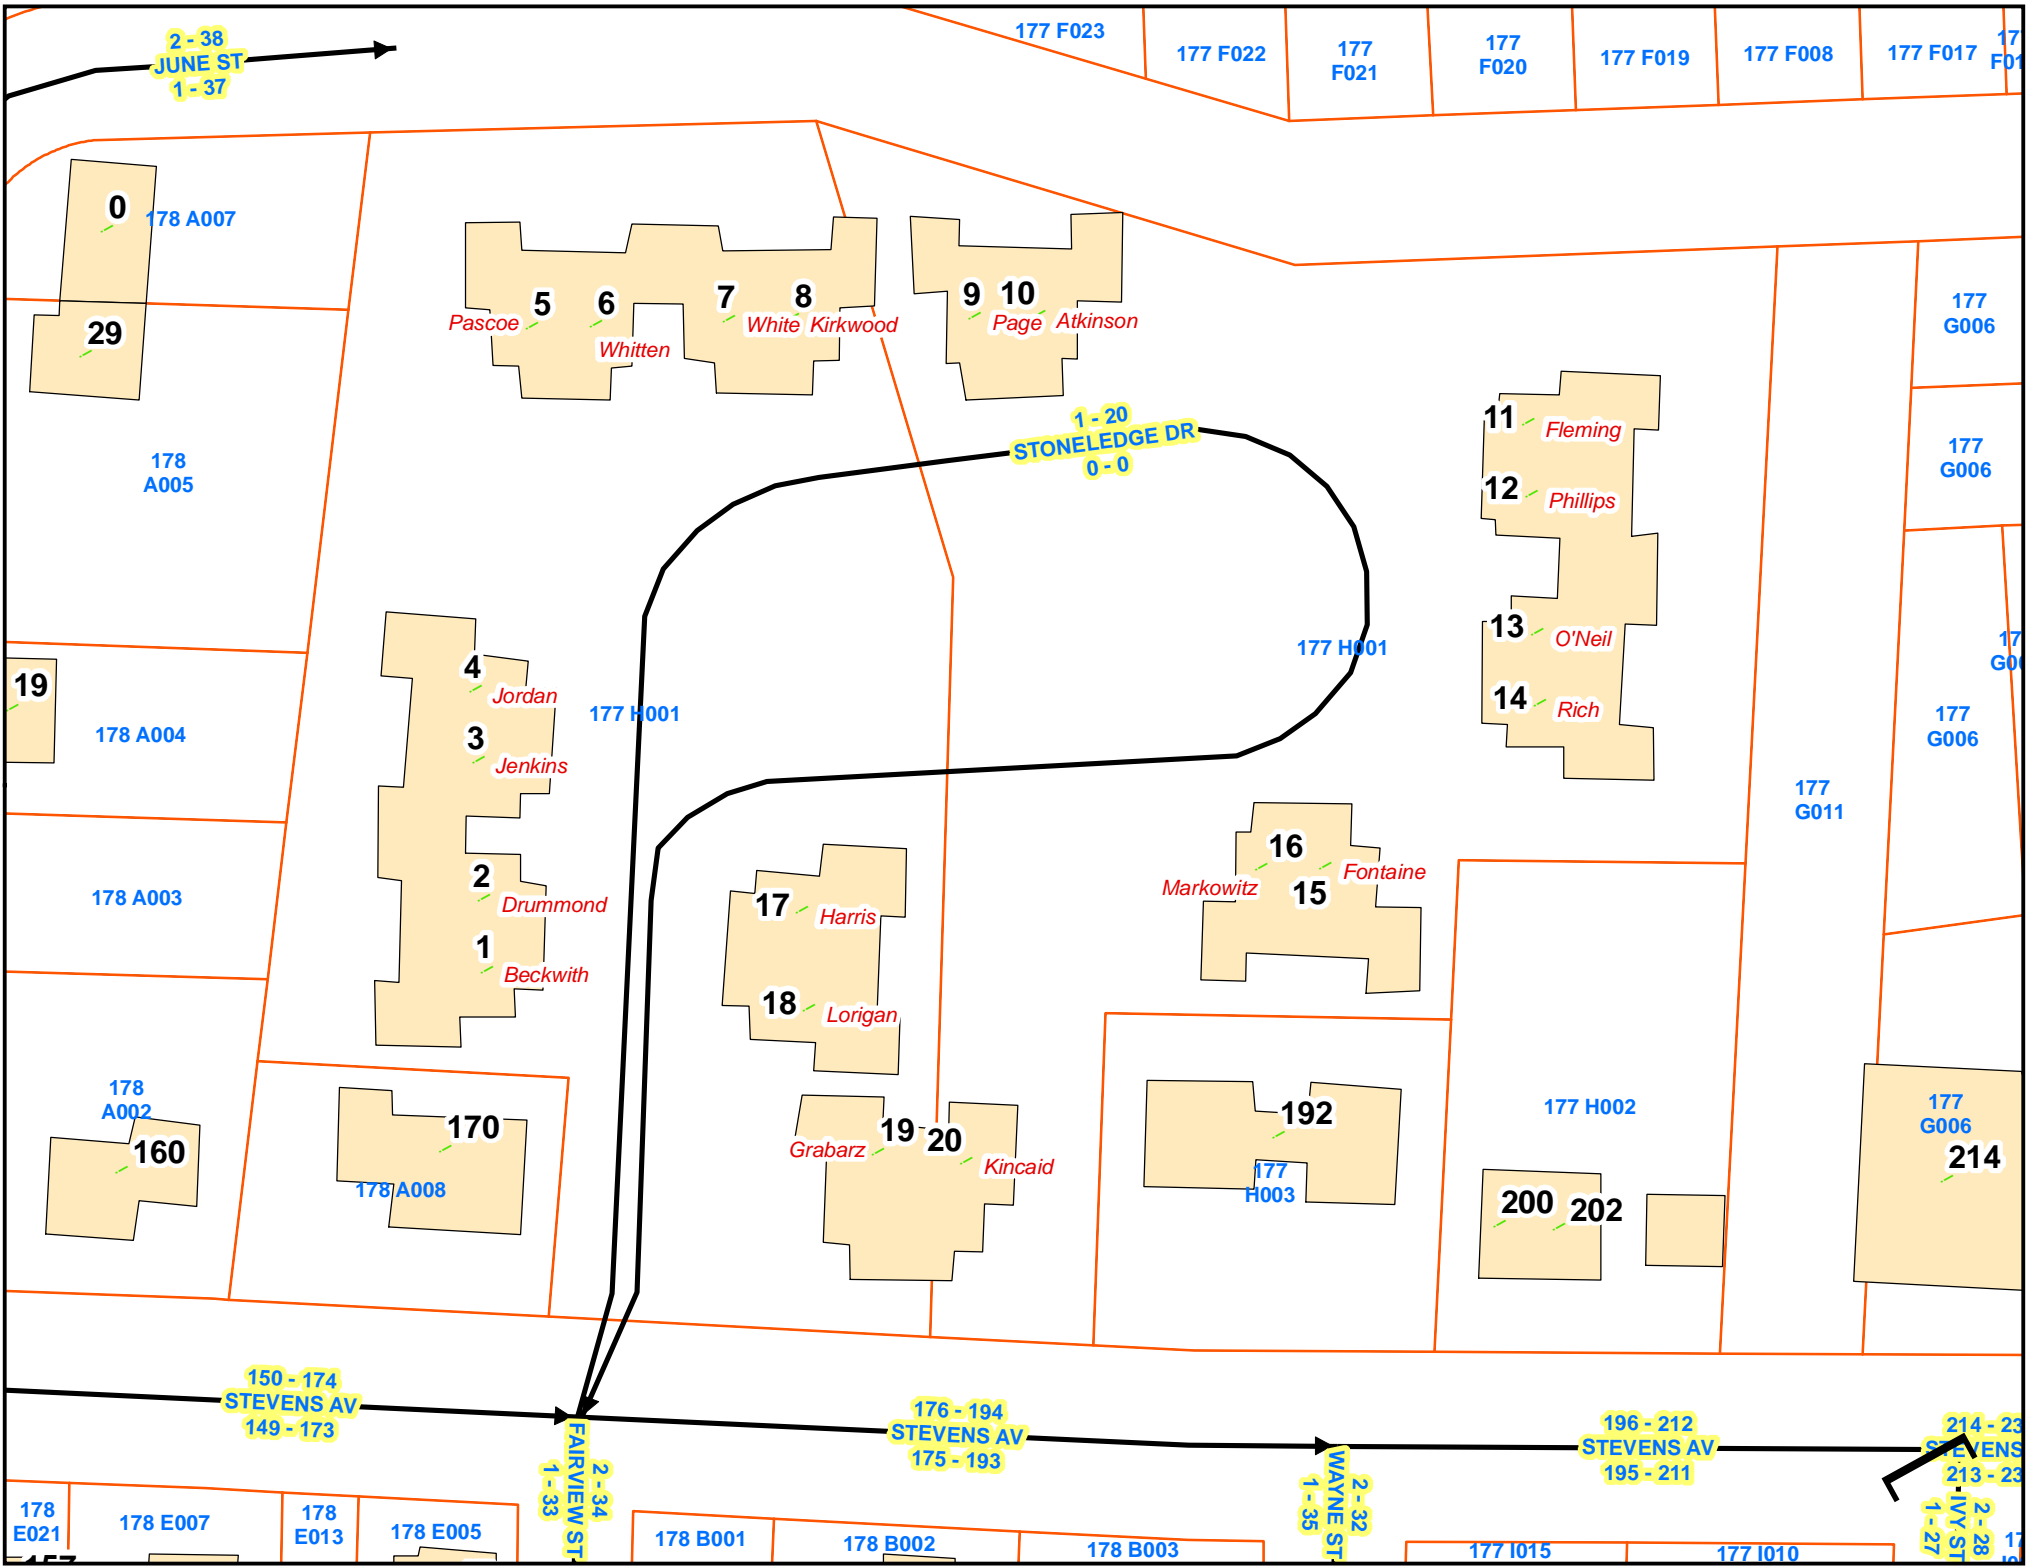 2 - 38
JUNE ST
1 - 37
177 F023
177 F022
177
F021
177
F020
177 F019
177 F008
177 F017
0
178 A007
29
5
6
7
8
9
10
Pascoe
Whitten
White
Kirkwood
Page
Atkinson
177
G006
178
A005
1 - 20
STONELEDGE DR
0 - 0
11
Fleming
12
Phillips
177
G006
13
O'Neil
14
Rich
177 H001
177 H001
19
178 A004
4
Jordan
3
Jenkins
177
G006
177
G011
178 A003
2
Drummond
1
Beckwith
17
Harris
18
Lorigan
16
Markowitz
15
Fontaine
178
A002
160
170
178 A008
19
20
Grabarz
Kincaid
192
177
H003
177 H002
200
202
177
G006
214
150 - 174
STEVENS AV
149 - 173
176 - 194
STEVENS AV
175 - 193
196 - 212
STEVENS AV
195 - 211
2 - 34
FAIRVIEW ST
1 - 33
2 - 32
WAYNE ST
1 - 35
2 - 28
IVY ST
1 - 27
178
E021
178 E007
178
E013
178 E005
178 B001
178 B002
178 B003
177 I015
177 I010